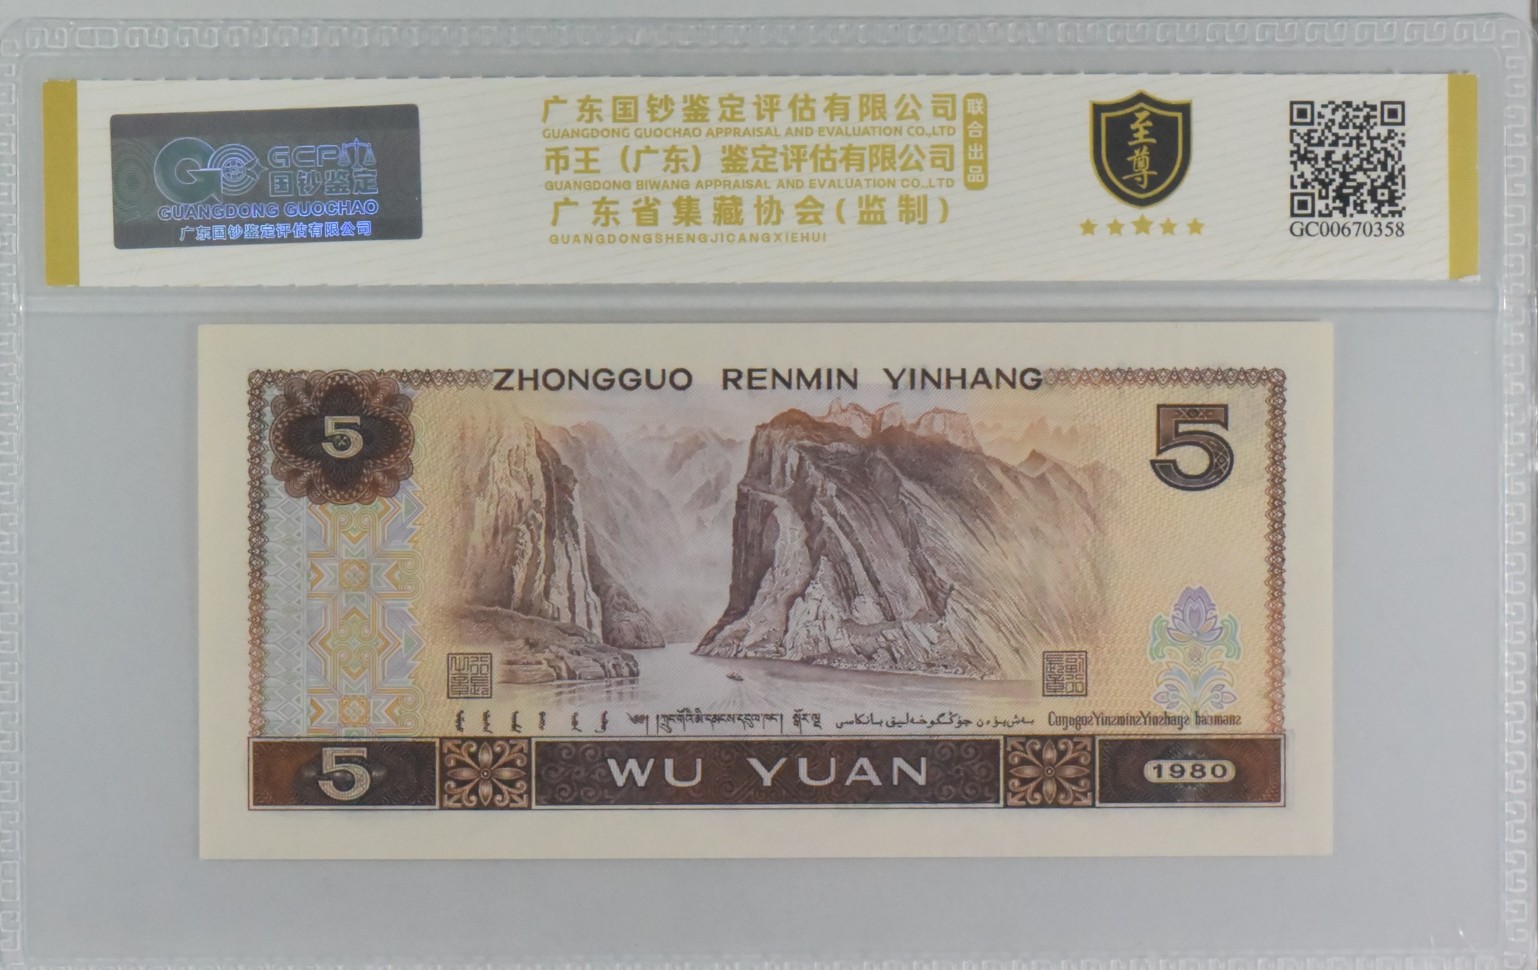 GCP
国钞鉴定
GUANGDONG GUOCHAO
广东国钞鉴定评估有限公司
广东国钞鉴定评估有限公司
GUANGDONG GUOCHAO APPRAISAL AND EVALUATION CO.,LTD
币王（广东）鉴定评估有限公司
GUANGDONG BIWANG APPRAISAL AND EVALUATION CO.,LTD
联合出品
广东省集藏协会(监制)
GUANGDONGSHENGJICANGXIEHUI
至尊
GC00670358
ZHONGGUO RENMIN YINHANG
5
5
Cuŋgoz Yinzminz Yinzhaŋz
5
WU YUAN
1980